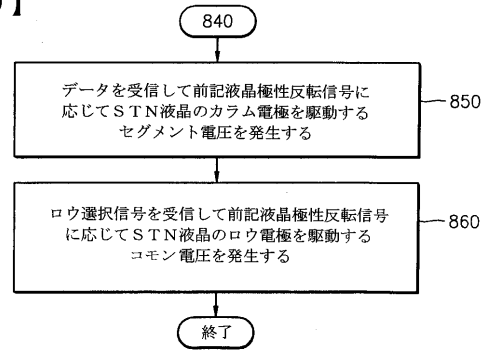 】
840
データを受信して前記液晶極性反転信号に
応じてSTN液晶のカラム電極を駆動する
セグメント電圧を発生する
850
ロウ選択信号を受信して前記液晶極性反転信号
に応じてSTN液晶のロウ電極を駆動する
コモン電圧を発生する
860
終了